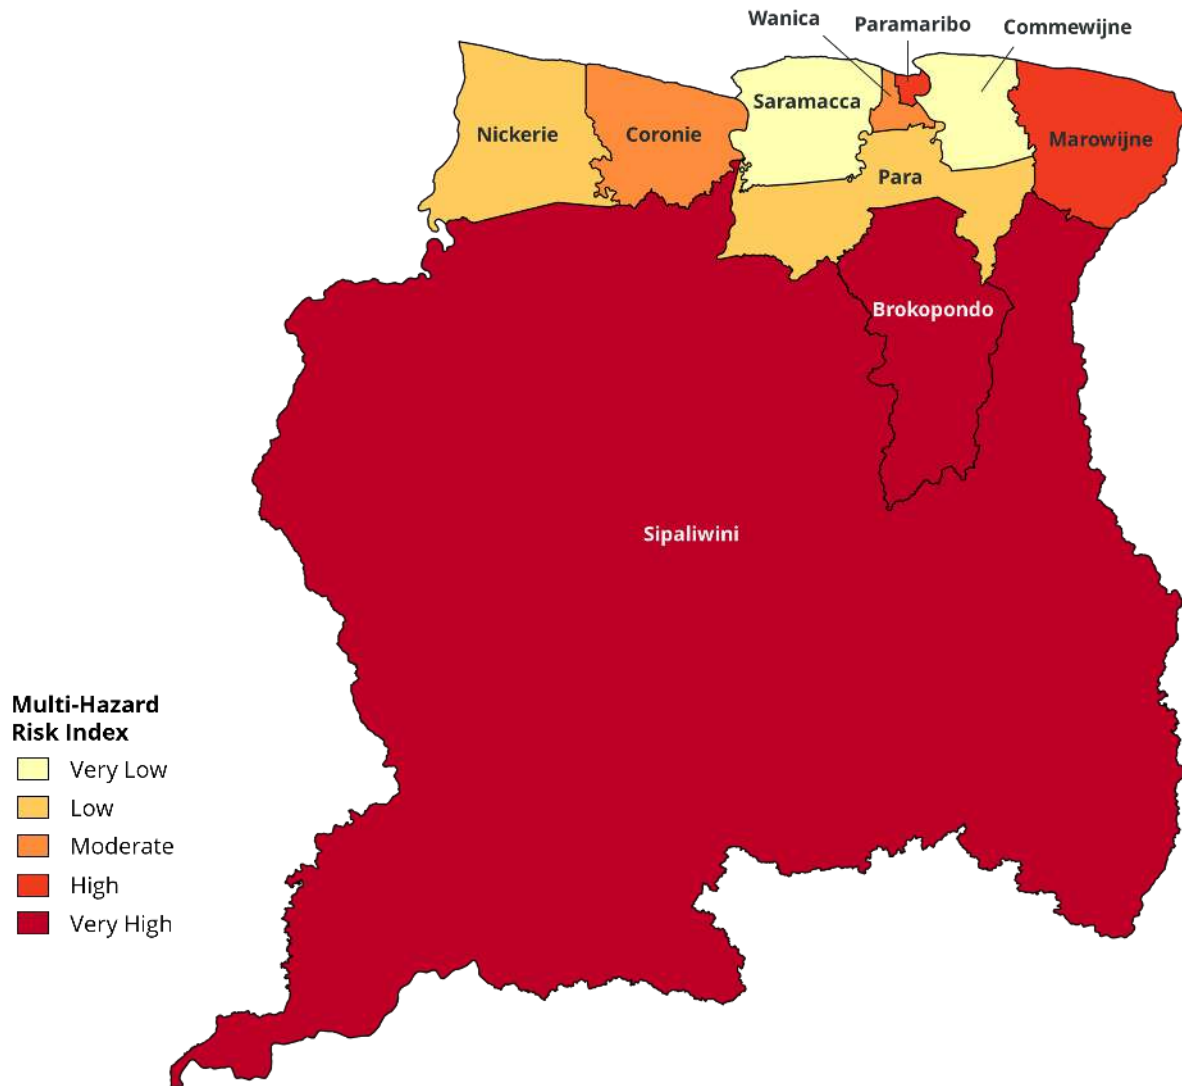 Wanica
Paramaribo
Commewijne
Saramacca
Nickerie
Coronie
Marowijne
Para
Brokopondo
Sipaliwini
Multi-Hazard
Risk Index
Very Low
Low
Moderate
High
Very High